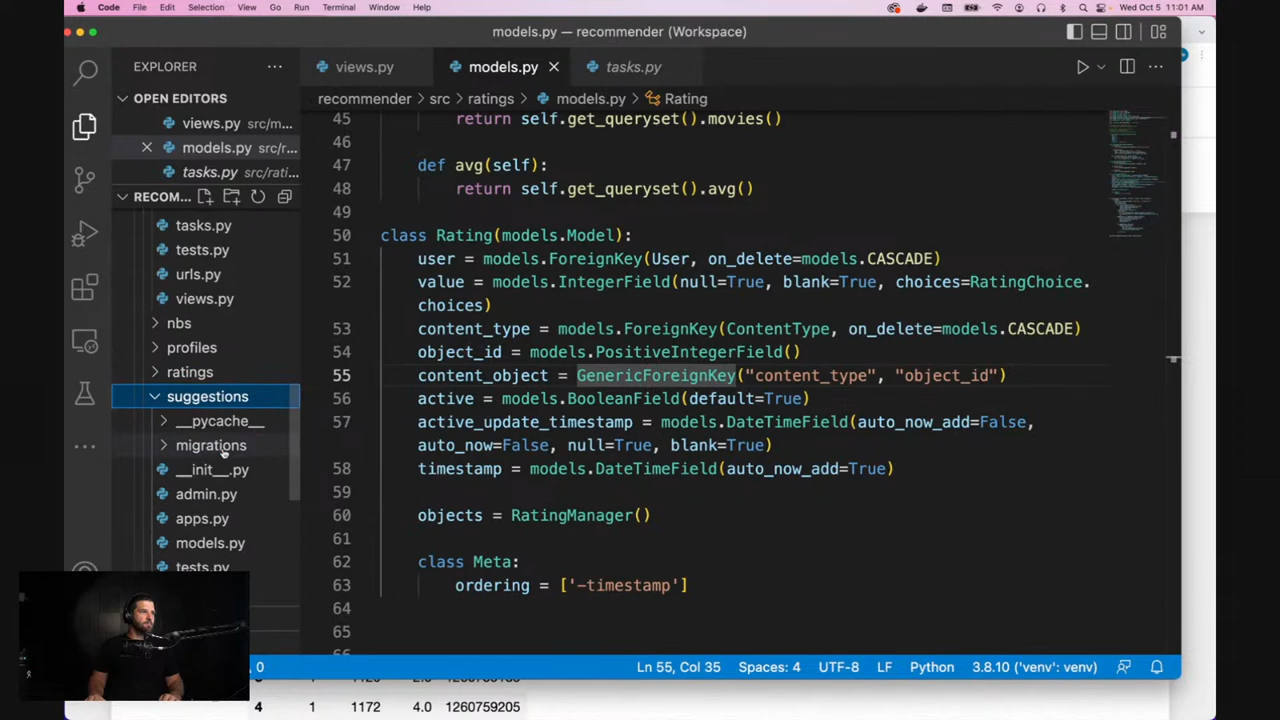 Code File Edit Selection View Go Run Terminal Window Help Wed Oct 5 11:01 AM
models.py — recommender (Workspace)
EXPLORER
views.py models.py tasks.py
OPEN EDITORS
recommender > src > ratings > models.py > Rating
views.py src/m...
models.py src/r...
tasks.py src/rati...
RECOM...
tasks.py
tests.py
urls.py
views.py
nbs
profiles
ratings
suggestions
__pycache__
migrations
__init__.py
admin.py
apps.py
models.py
tests.py
45 return self.get_queryset().movies()
46
47 def avg(self):
48 return self.get_queryset().avg()
49
50 class Rating(models.Model):
51 user = models.ForeignKey(User, on_delete=models.CASCADE)
52 value = models.IntegerField(null=True, blank=True, choices=RatingChoice.
choices)
53 content_type = models.ForeignKey(ContentType, on_delete=models.CASCADE)
54 object_id = models.PositiveIntegerField()
55 content_object = GenericForeignKey("content_type", "object_id")
56 active = models.BooleanField(default=True)
57 active_update_timestamp = models.DateTimeField(auto_now_add=False,
auto_now=False, null=True, blank=True)
58 timestamp = models.DateTimeField(auto_now_add=True)
59
60 objects = RatingManager()
61
62 class Meta:
63 ordering = ['-timestamp']
64
65
0 Ln 55, Col 35 Spaces: 4 UTF-8 LF Python 3.8.10 ('venv': venv)
4 1 1172 4.0 1260759205